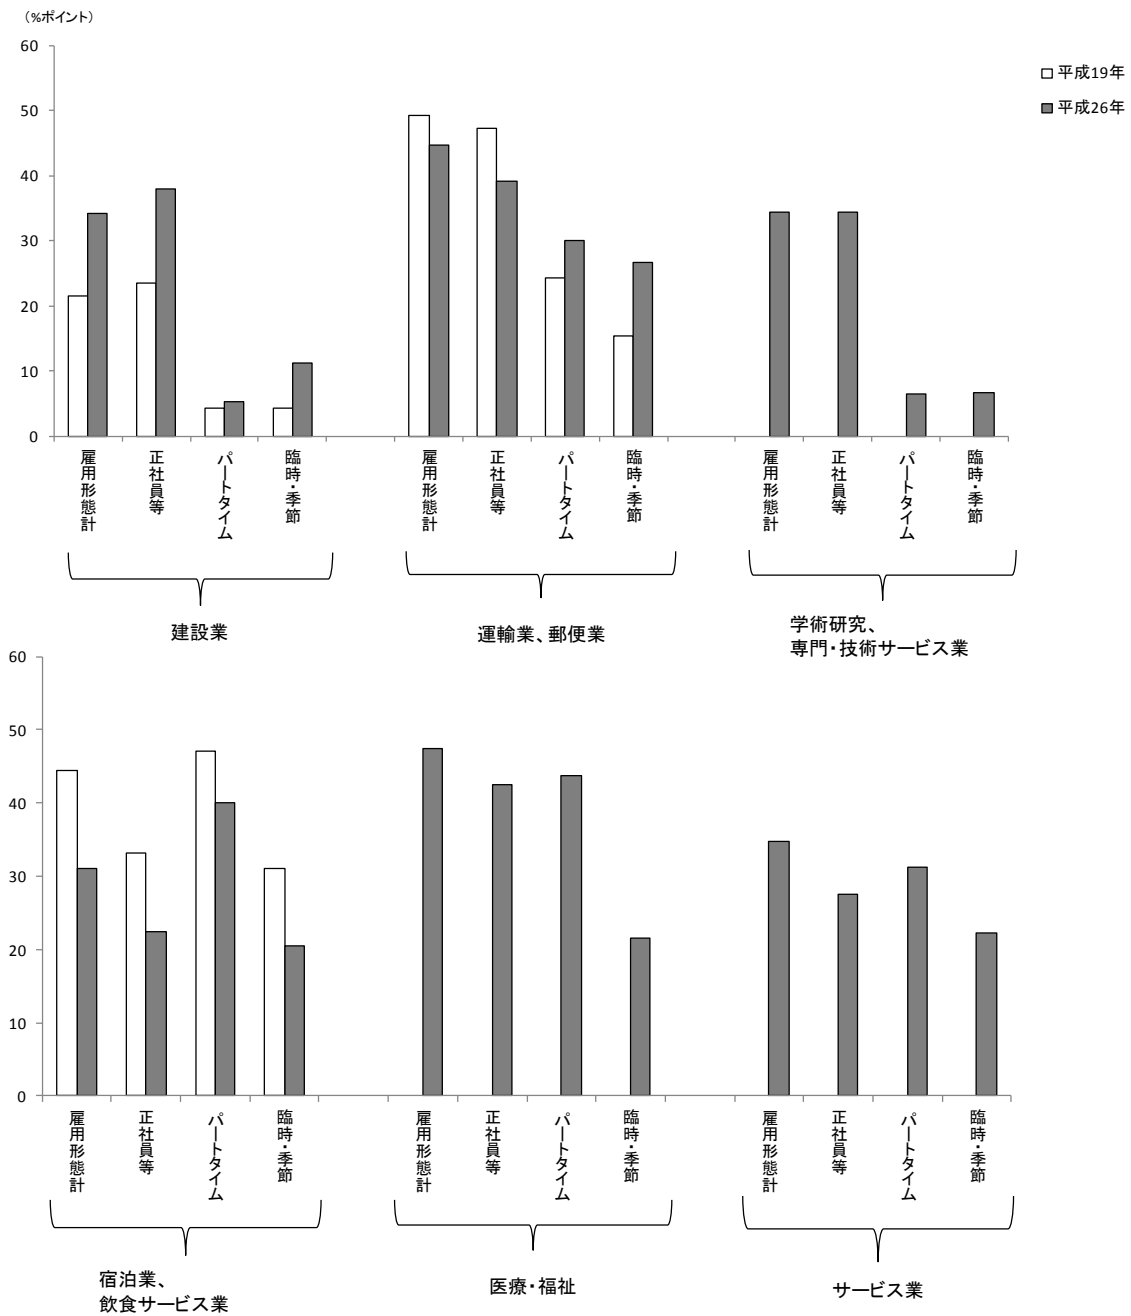 （%ポイント）
60
50
40
30
20
10
0
平成19年
平成26年
雇用形態計
正社員等
パートタイム
臨時・季節
雇用形態計
正社員等
パートタイム
臨時・季節
雇用形態計
正社員等
パートタイム
臨時・季節
建設業
運輸業、郵便業
学術研究、
専門・技術サービス業
60
50
40
30
20
10
0
雇用形態計
正社員等
パートタイム
臨時・季節
雇用形態計
正社員等
パートタイム
臨時・季節
雇用形態計
正社員等
パートタイム
臨時・季節
宿泊業、
飲食サービス業
医療・福祉
サービス業